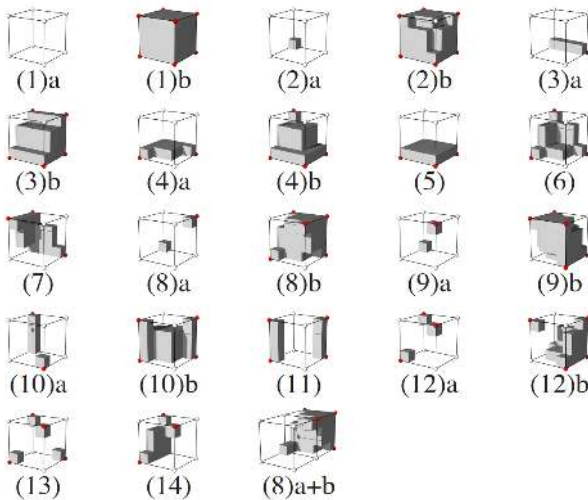 (1)a (1)b (2)a (2)b (3)a
(3)b (4)a (4)b (5) (6)
(7) (8)a (8)b (9)a (9)b
(10)a (10)b (11) (12)a (12)b
(13) (14) (8)a+b